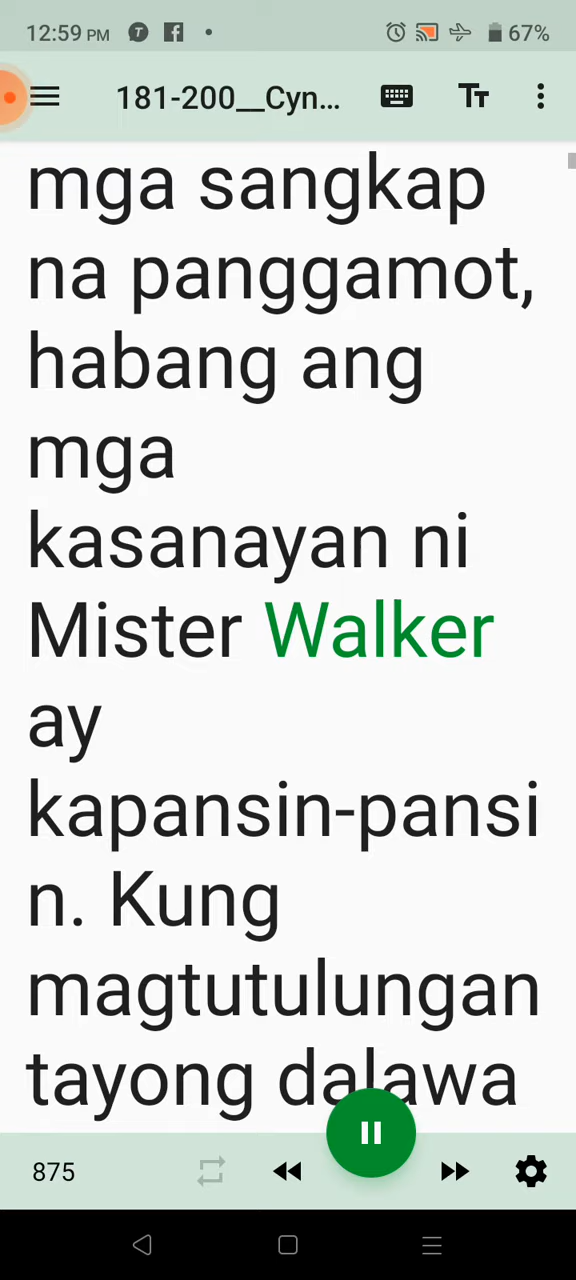 12:59 PM
67%
181-200__Cyn...
mga sangkap
na panggamot,
habang ang
mga
kasanayan ni
Mister Walker
ay
kapansin-pansi
n. Kung
magtutulungan
tayong dalawa
875